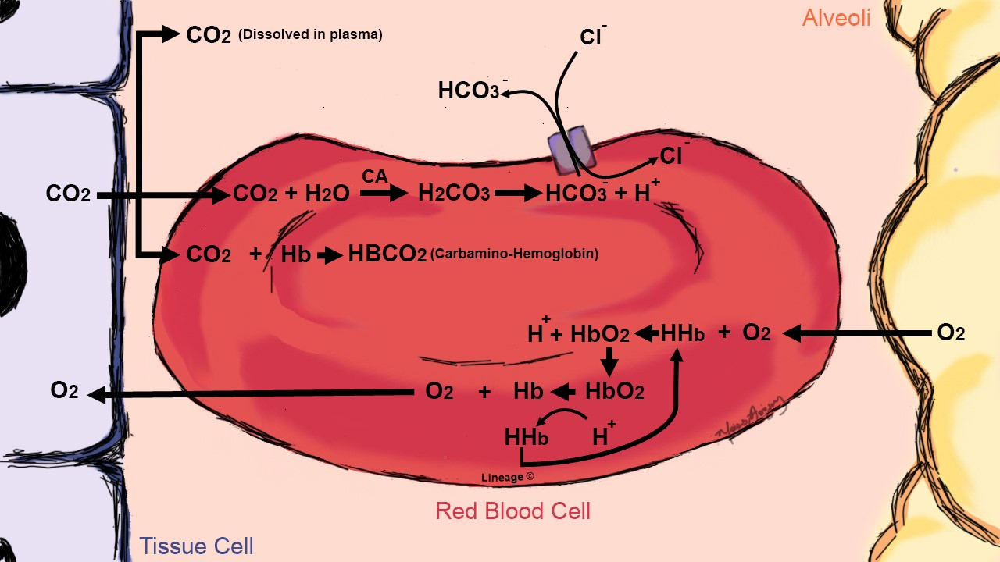 Alveoli
CO2 (Dissolved in plasma)
Cl-
HCO3-
Cl-
CO2 CO2 + H2O CA H2CO3 HCO3- + H+
CO2 + Hb HBCO2 (Carbamino-Hemoglobin)
H+ + HbO2 HHb + O2 O2
O2 O2 + Hb HbO2
HHb H+
Lineage ©
Red Blood Cell
Tissue Cell